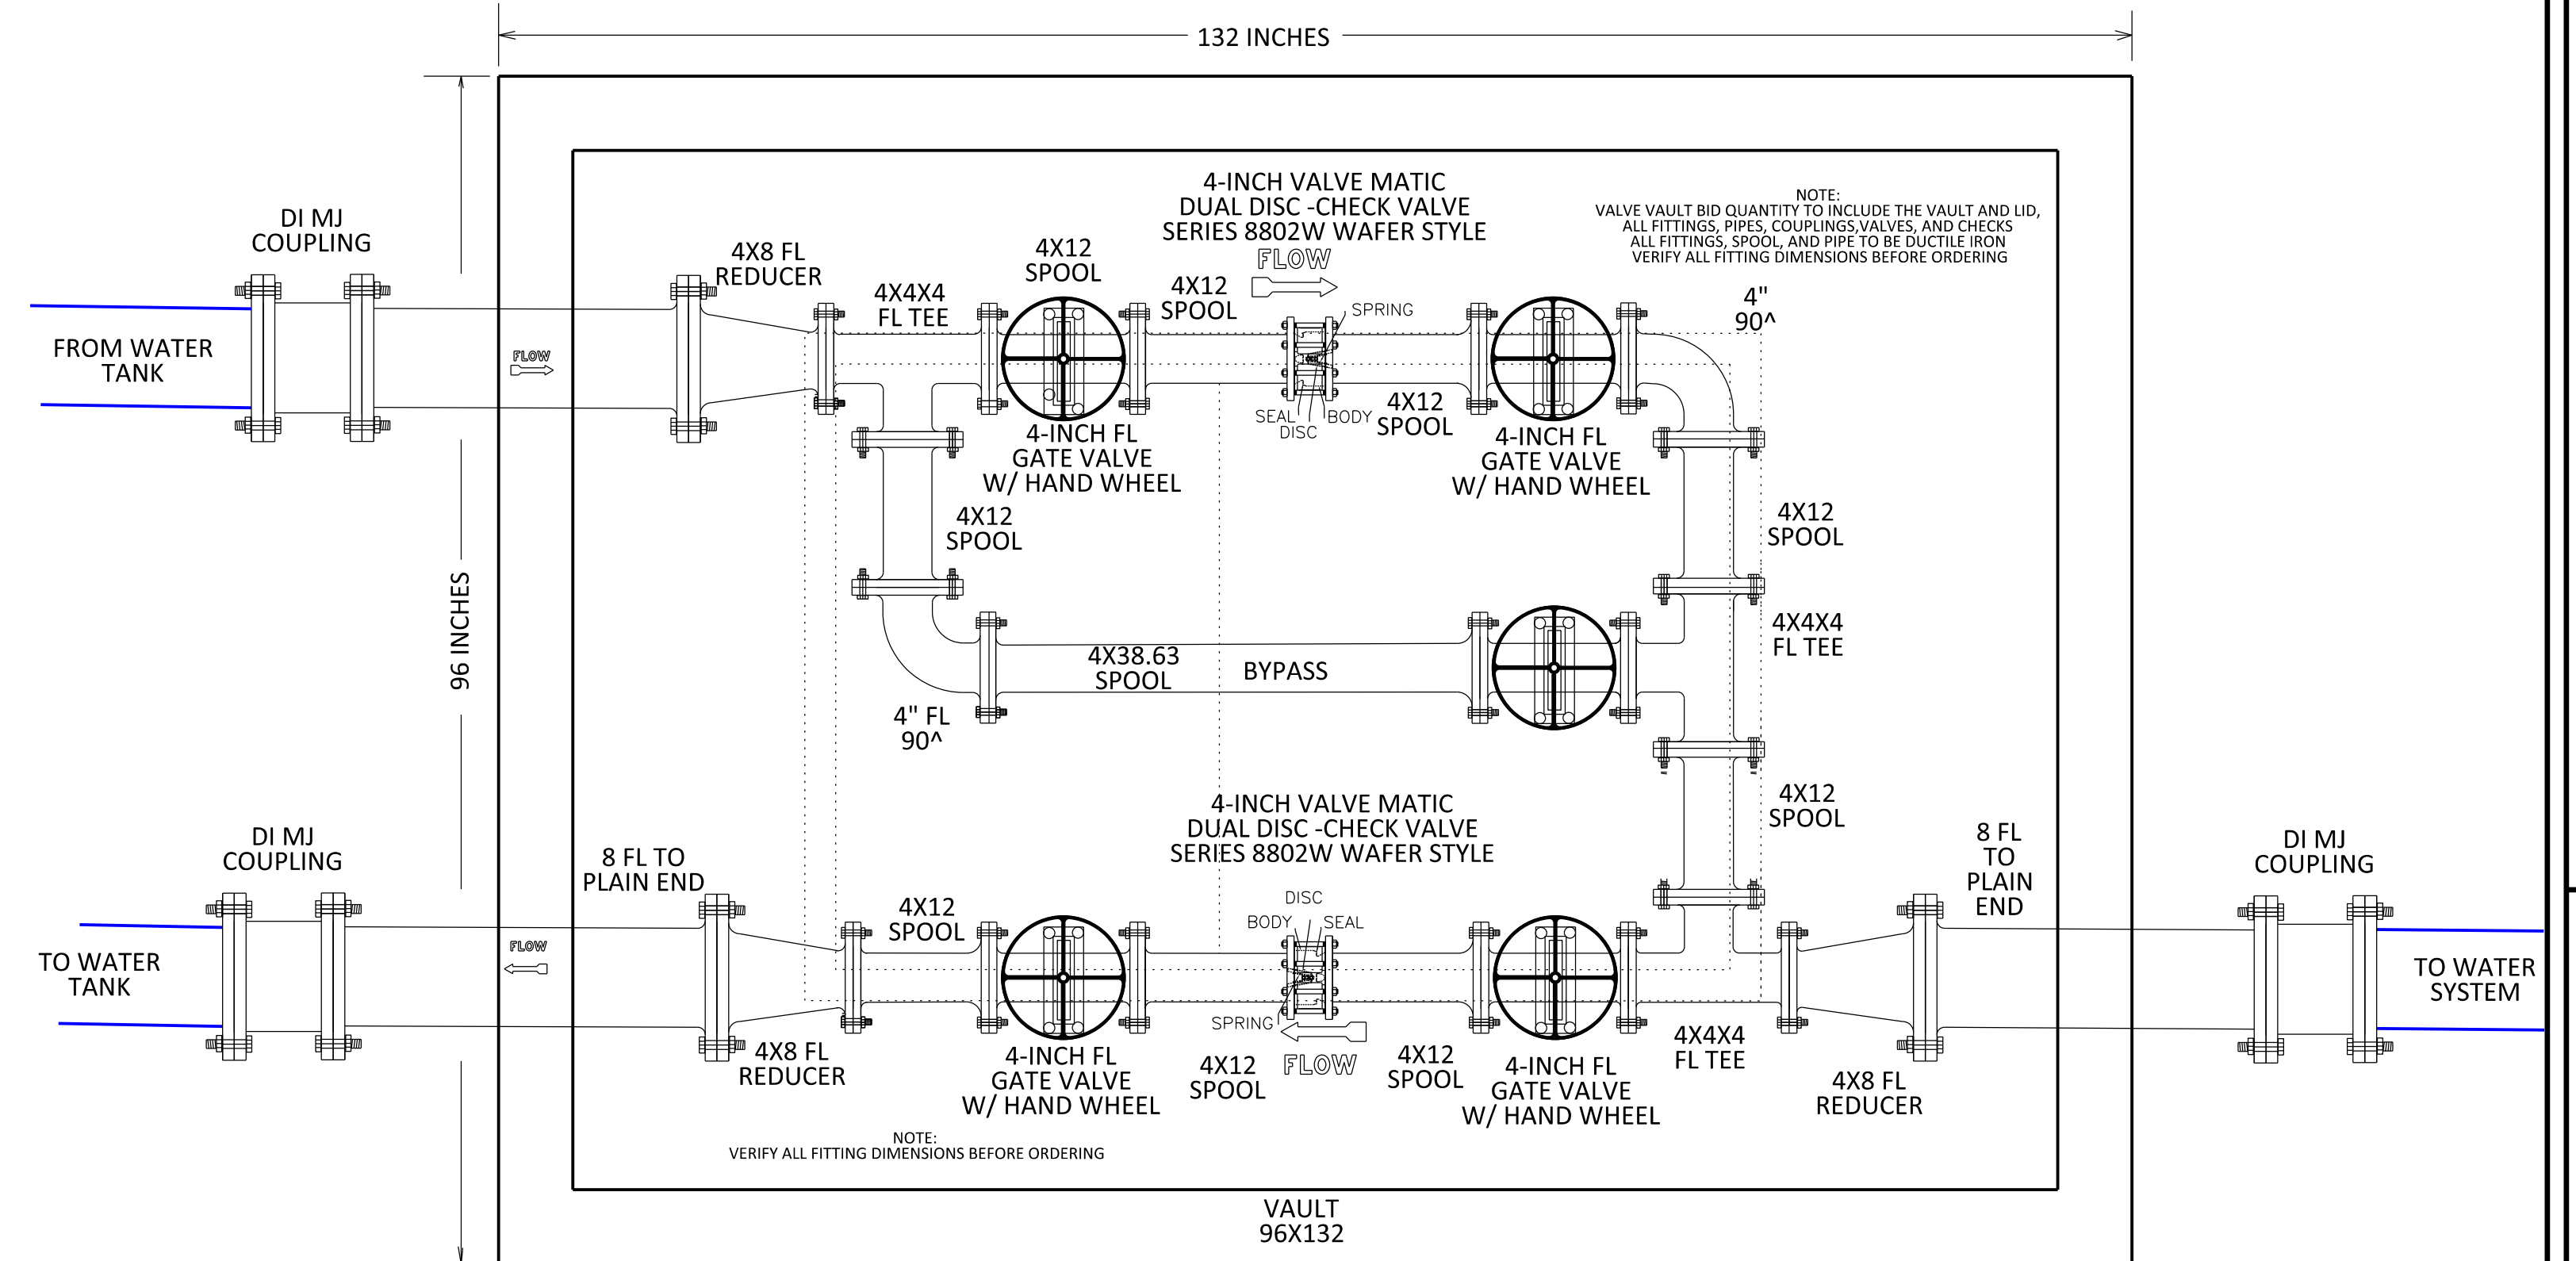 132 INCHES
4-INCH VALVE MATIC
DUAL DISC -CHECK VALVE
SERIES 8802W WAFER STYLE
FLOW
NOTE:
VALVE VAULT BID QUANTITY TO INCLUDE THE VAULT AND LID,
ALL FITTINGS, PIPES, COUPLINGS,VALVES, AND CHECKS
ALL FITTINGS, SPOOL, AND PIPE TO BE DUCTILE IRON
VERIFY ALL FITTING DIMENSIONS BEFORE ORDERING
DI MJ
COUPLING
4X8 FL
REDUCER
4X12
SPOOL
4X4X4
FL TEE
4X12
SPOOL
SPRING
4"
90^
FROM WATER
TANK
FLOW
SEAL
BODY
DISC
4X12
SPOOL
4-INCH FL
GATE VALVE
W/ HAND WHEEL
4-INCH FL
GATE VALVE
W/ HAND WHEEL
4X12
SPOOL
4X12
SPOOL
96 INCHES
4X4X4
FL TEE
4X38.63
SPOOL
BYPASS
4" FL
90^
4-INCH VALVE MATIC
DUAL DISC -CHECK VALVE
SERIES 8802W WAFER STYLE
4X12
SPOOL
DI MJ
COUPLING
8 FL TO
PLAIN END
8 FL
TO
PLAIN
END
DI MJ
COUPLING
4X12
SPOOL
DISC
BODY
SEAL
TO WATER
TANK
FLOW
TO WATER
SYSTEM
SPRING
FLOW
4X8 FL
REDUCER
4-INCH FL
GATE VALVE
W/ HAND WHEEL
4X12
SPOOL
4X12
SPOOL
4-INCH FL
GATE VALVE
W/ HAND WHEEL
4X4X4
FL TEE
4X8 FL
REDUCER
NOTE:
VERIFY ALL FITTING DIMENSIONS BEFORE ORDERING
VAULT
96X132